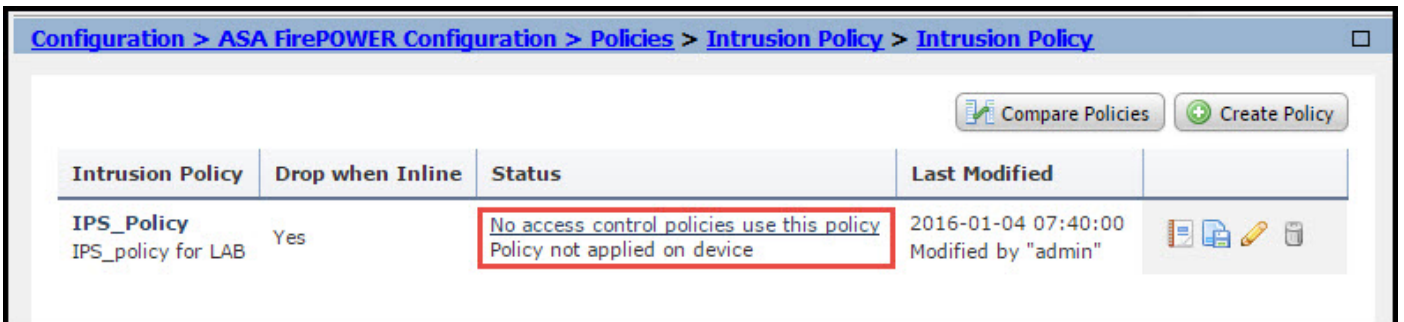 Configuration > ASA FirePOWER Configuration > Policies > Intrusion Policy > Intrusion Policy
Compare Policies Create Policy
Intrusion Policy Drop when Inline Status Last Modified
IPS_Policy
IPS_policy for LAB
Yes
No access control policies use this policy
Policy not applied on device
2016-01-04 07:40:00
Modified by "admin"